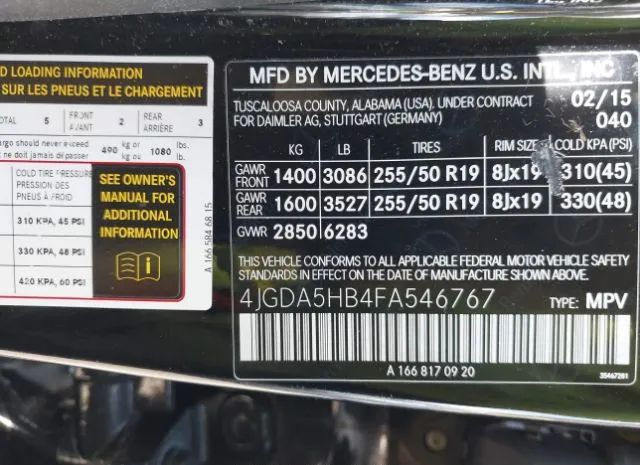 D LOADING INFORMATION
SUR LES PNEUS ET LE CHARGEMENT
TOTAL 5 FRONT AVANT 2 REAR ARRIÈRE 3
argo should never exceed 490 kg or 1080 lbs.
ne doit jamais dépasser kg ou lb.
COLD TIRE PRESSURE
PRESSION DES
PNEUS À FROID
310 KPA, 45 PSI
330 KPA, 48 PSI
420 KPA, 60 PSI
SEE OWNER'S
MANUAL FOR
ADDITIONAL
INFORMATION
A 166 584 68 15
MFD BY MERCEDES-BENZ U.S. INTL., INC
TUSCALOOSA COUNTY, ALABAMA (USA). UNDER CONTRACT 02/15
FOR DAIMLER AG, STUTTGART (GERMANY) 040
KG LB TIRES RIM SIZE COLD KPA (PSI)
GAWR FRONT 1400 3086 255/50 R19 8Jx19 310(45)
GAWR REAR 1600 3527 255/50 R19 8Jx19 330(48)
GVWR 2850 6283
THIS VEHICLE CONFORMS TO ALL APPLICABLE FEDERAL MOTOR VEHICLE SAFETY
STANDARDS IN EFFECT ON THE DATE OF MANUFACTURE SHOWN ABOVE
4JGDA5HB4FA546767 TYPE: MPV
A 166 817 09 20
35467201